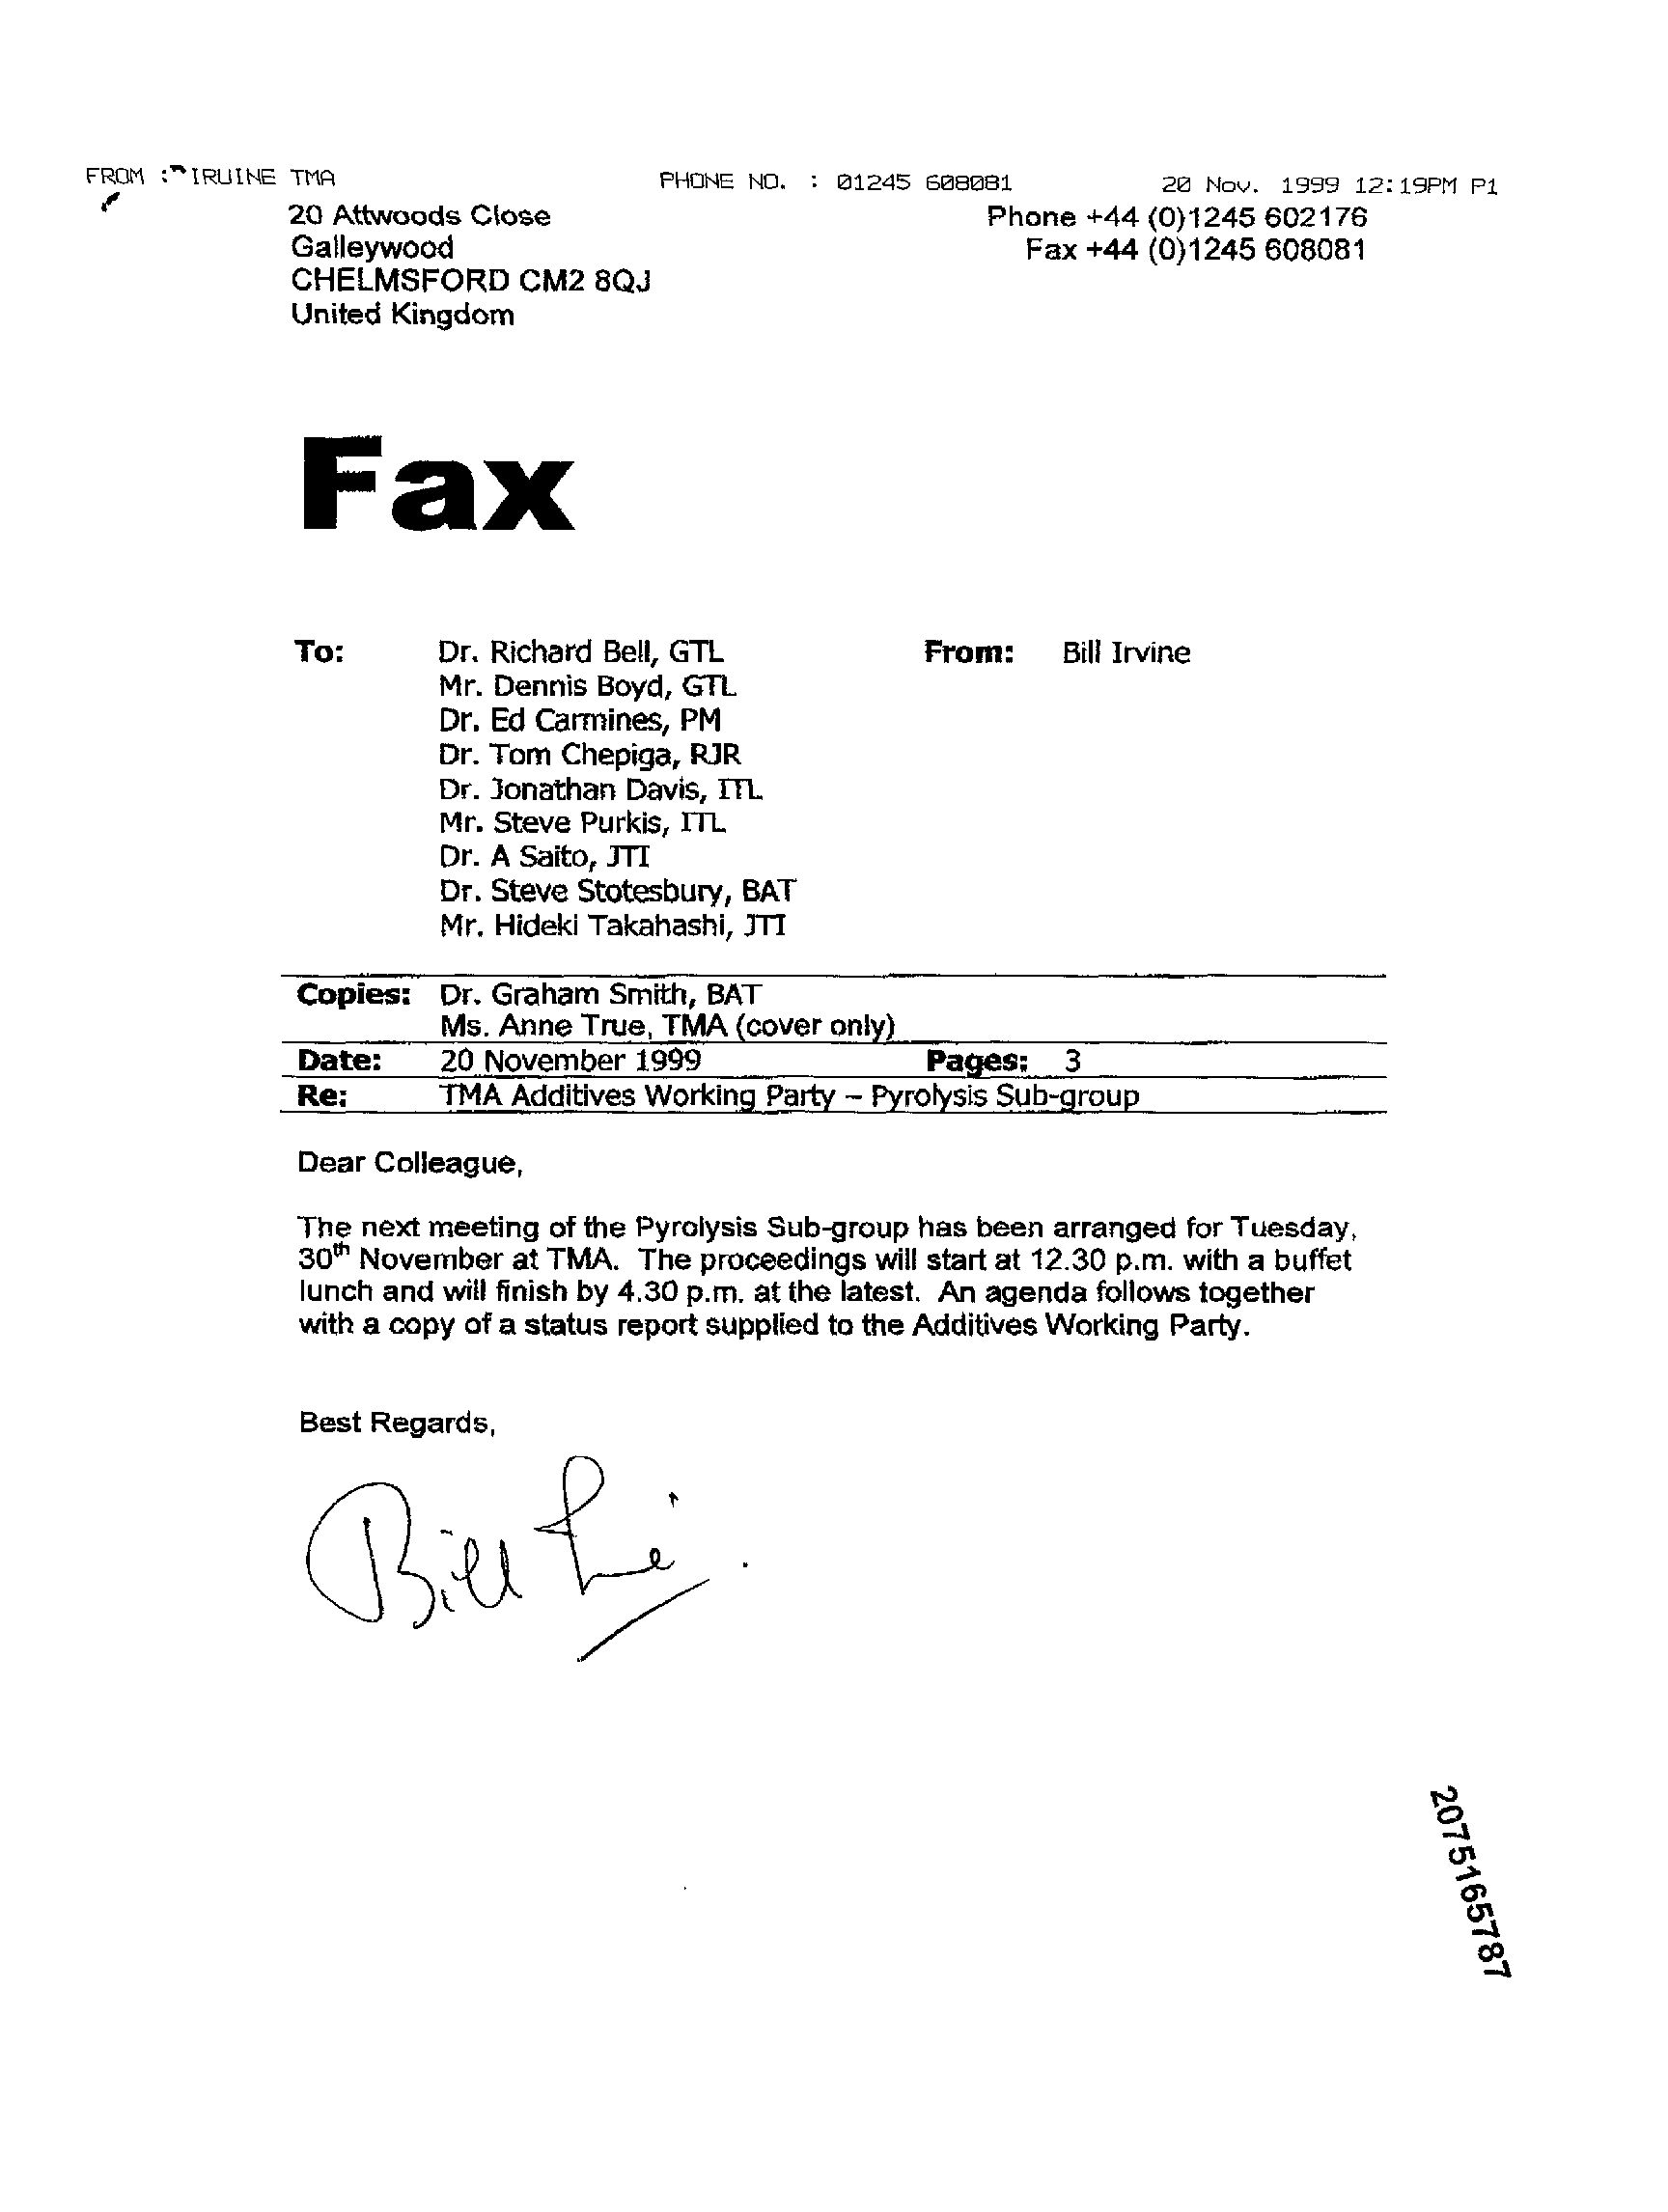 FROM : IRUINE TMA PHONE NO. : 01245 608081 20 Nov. 1999 12:19PM P1
20 Attwoods Close Phone +44 (0)1245 602176
Galleywood Fax +44 (0)1245 608081
CHELMSFORD CM2 8QJ
United Kingdom
Fax
To: Dr. Richard Bell, GTL From: Bill Irvine
Mr. Dennis Boyd, GTL
Dr. Ed Carmines, PM
Dr. Tom Chepiga, RJR
Dr. Jonathan Davis, ITL
Mr. Steve Purkis, ITL
Dr. A Saito, JTI
Dr. Steve Stotesbury, BAT
Mr. Hideki Takahashi, JTI
Copies: Dr. Graham Smith, BAT
Ms. Anne True, TMA (cover only)
Date: 20 November 1999 Pages: 3
Re: TMA Additives Working Party – Pyrolysis Sub-group
Dear Colleague,
The next meeting of the Pyrolysis Sub-group has been arranged for Tuesday,
30th November at TMA. The proceedings will start at 12.30 p.m. with a buffet
lunch and will finish by 4.30 p.m. at the latest. An agenda follows together
with a copy of a status report supplied to the Additives Working Party.
Best Regards,
Bill
2075165787